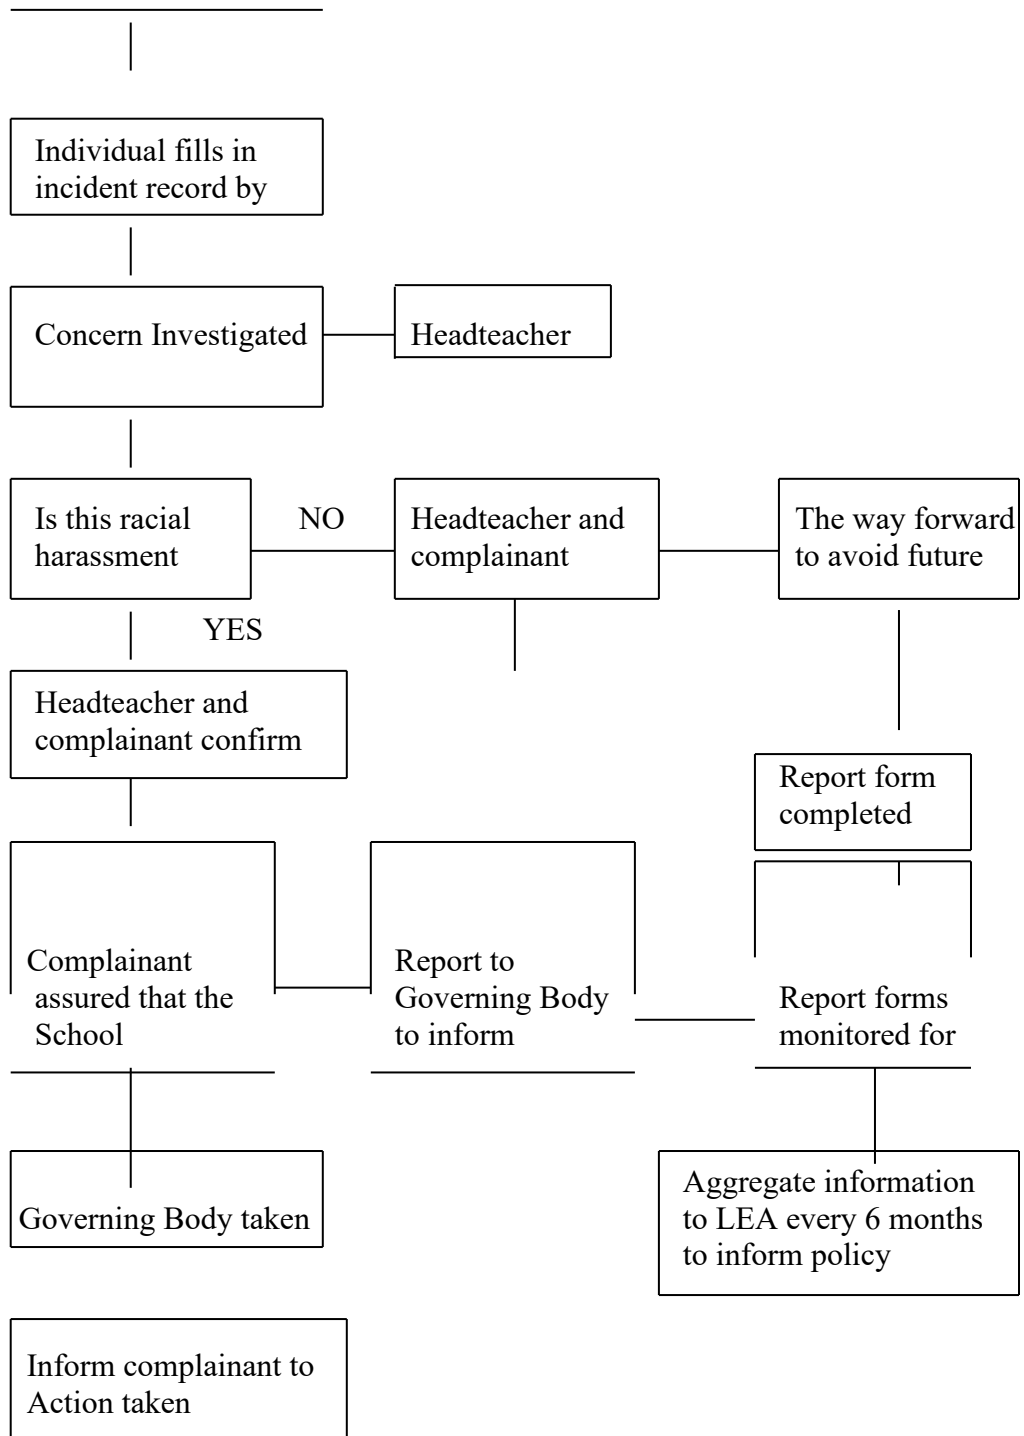 Individual fills in
incident record by
Concern Investigated
Headteacher
Is this racial
harassment
NO
Headteacher and
complainant
The way forward
to avoid future
YES
Headteacher and
complainant confirm
Report form
completed
Complainant
assured that the
School
Report to
Governing Body
to inform
Report forms
monitored for
Governing Body taken
Aggregate information
to LEA every 6 months
to inform policy
Inform complainant to
Action taken